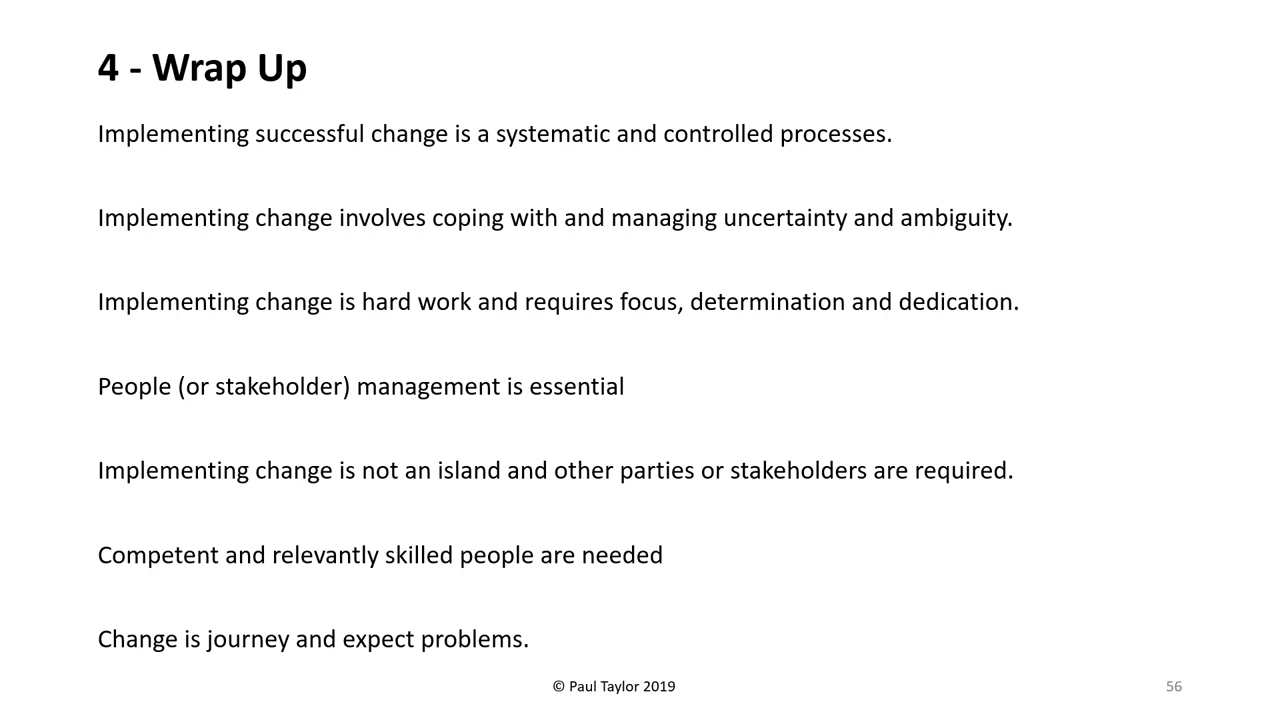 4 - Wrap Up
Implementing successful change is a systematic and controlled processes.
Implementing change involves coping with and managing uncertainty and ambiguity.
Implementing change is hard work and requires focus, determination and dedication.
People (or stakeholder) management is essential
Implementing change is not an island and other parties or stakeholders are required.
Competent and relevantly skilled people are needed
Change is journey and expect problems.
© Paul Taylor 2019
56